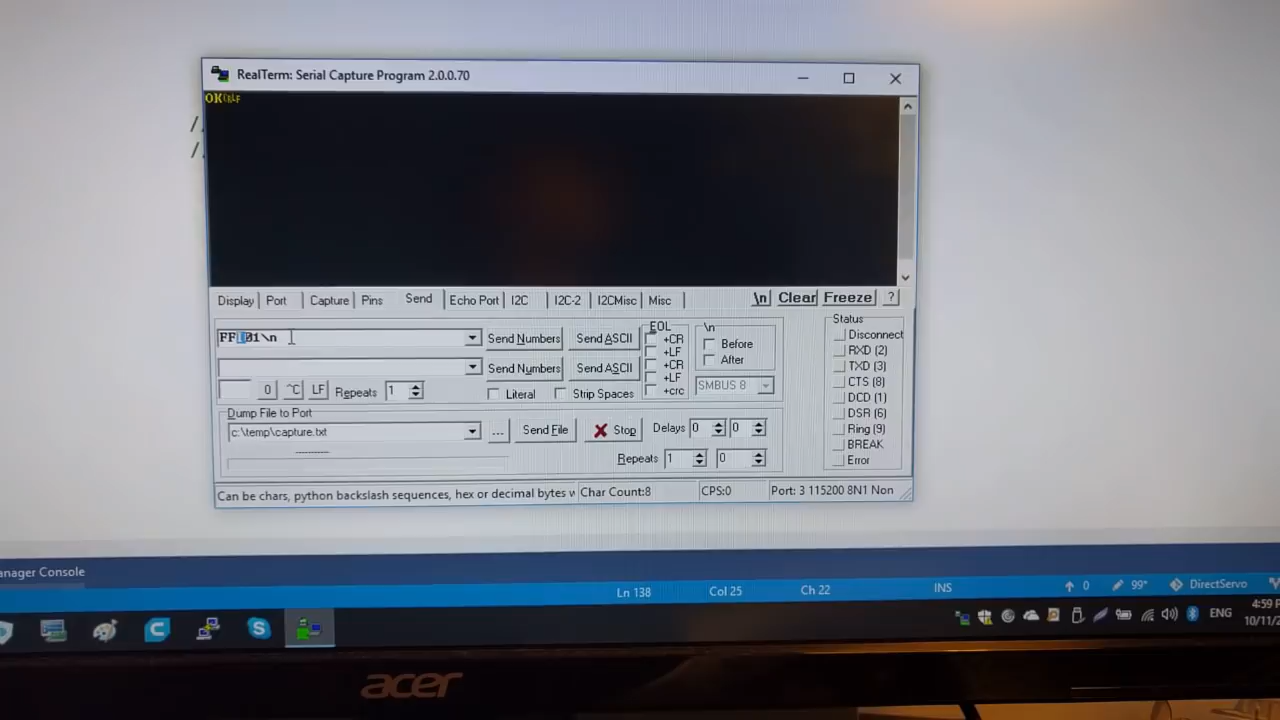 RealTerm: Serial Capture Program 2.0.0.70
OK
//
//
Display Port Capture Pins Send Echo Port I2C I2C-2 I2CMisc Misc \n Clear Freeze ?
Send Numbers Send ASCII
Send Numbers Send ASCII
0 ^C LF Repeats 1 Literal Strip Spaces
EOL
+CR
+LF
+CR
+LF
+crc
\n
Before
After
SMBUS 8
Dump File to Port
c:\temp\capture.txt ... Send File Stop Delays 0 0
Repeats 1 0
Status
Disconnect
RXD (2)
TXD (3)
CTS (8)
DCD (1)
DSR (6)
Ring (9)
BREAK
Error
Can be chars, python backslash sequences, hex or decimal bytes w Char Count:8 CPS:0 Port: 3 115200 8N1 Non
anager Console
Ln 138 Col 25 Ch 22 INS 0 99+ DirectServo
ENG 4:59 P
10/11/2
acer